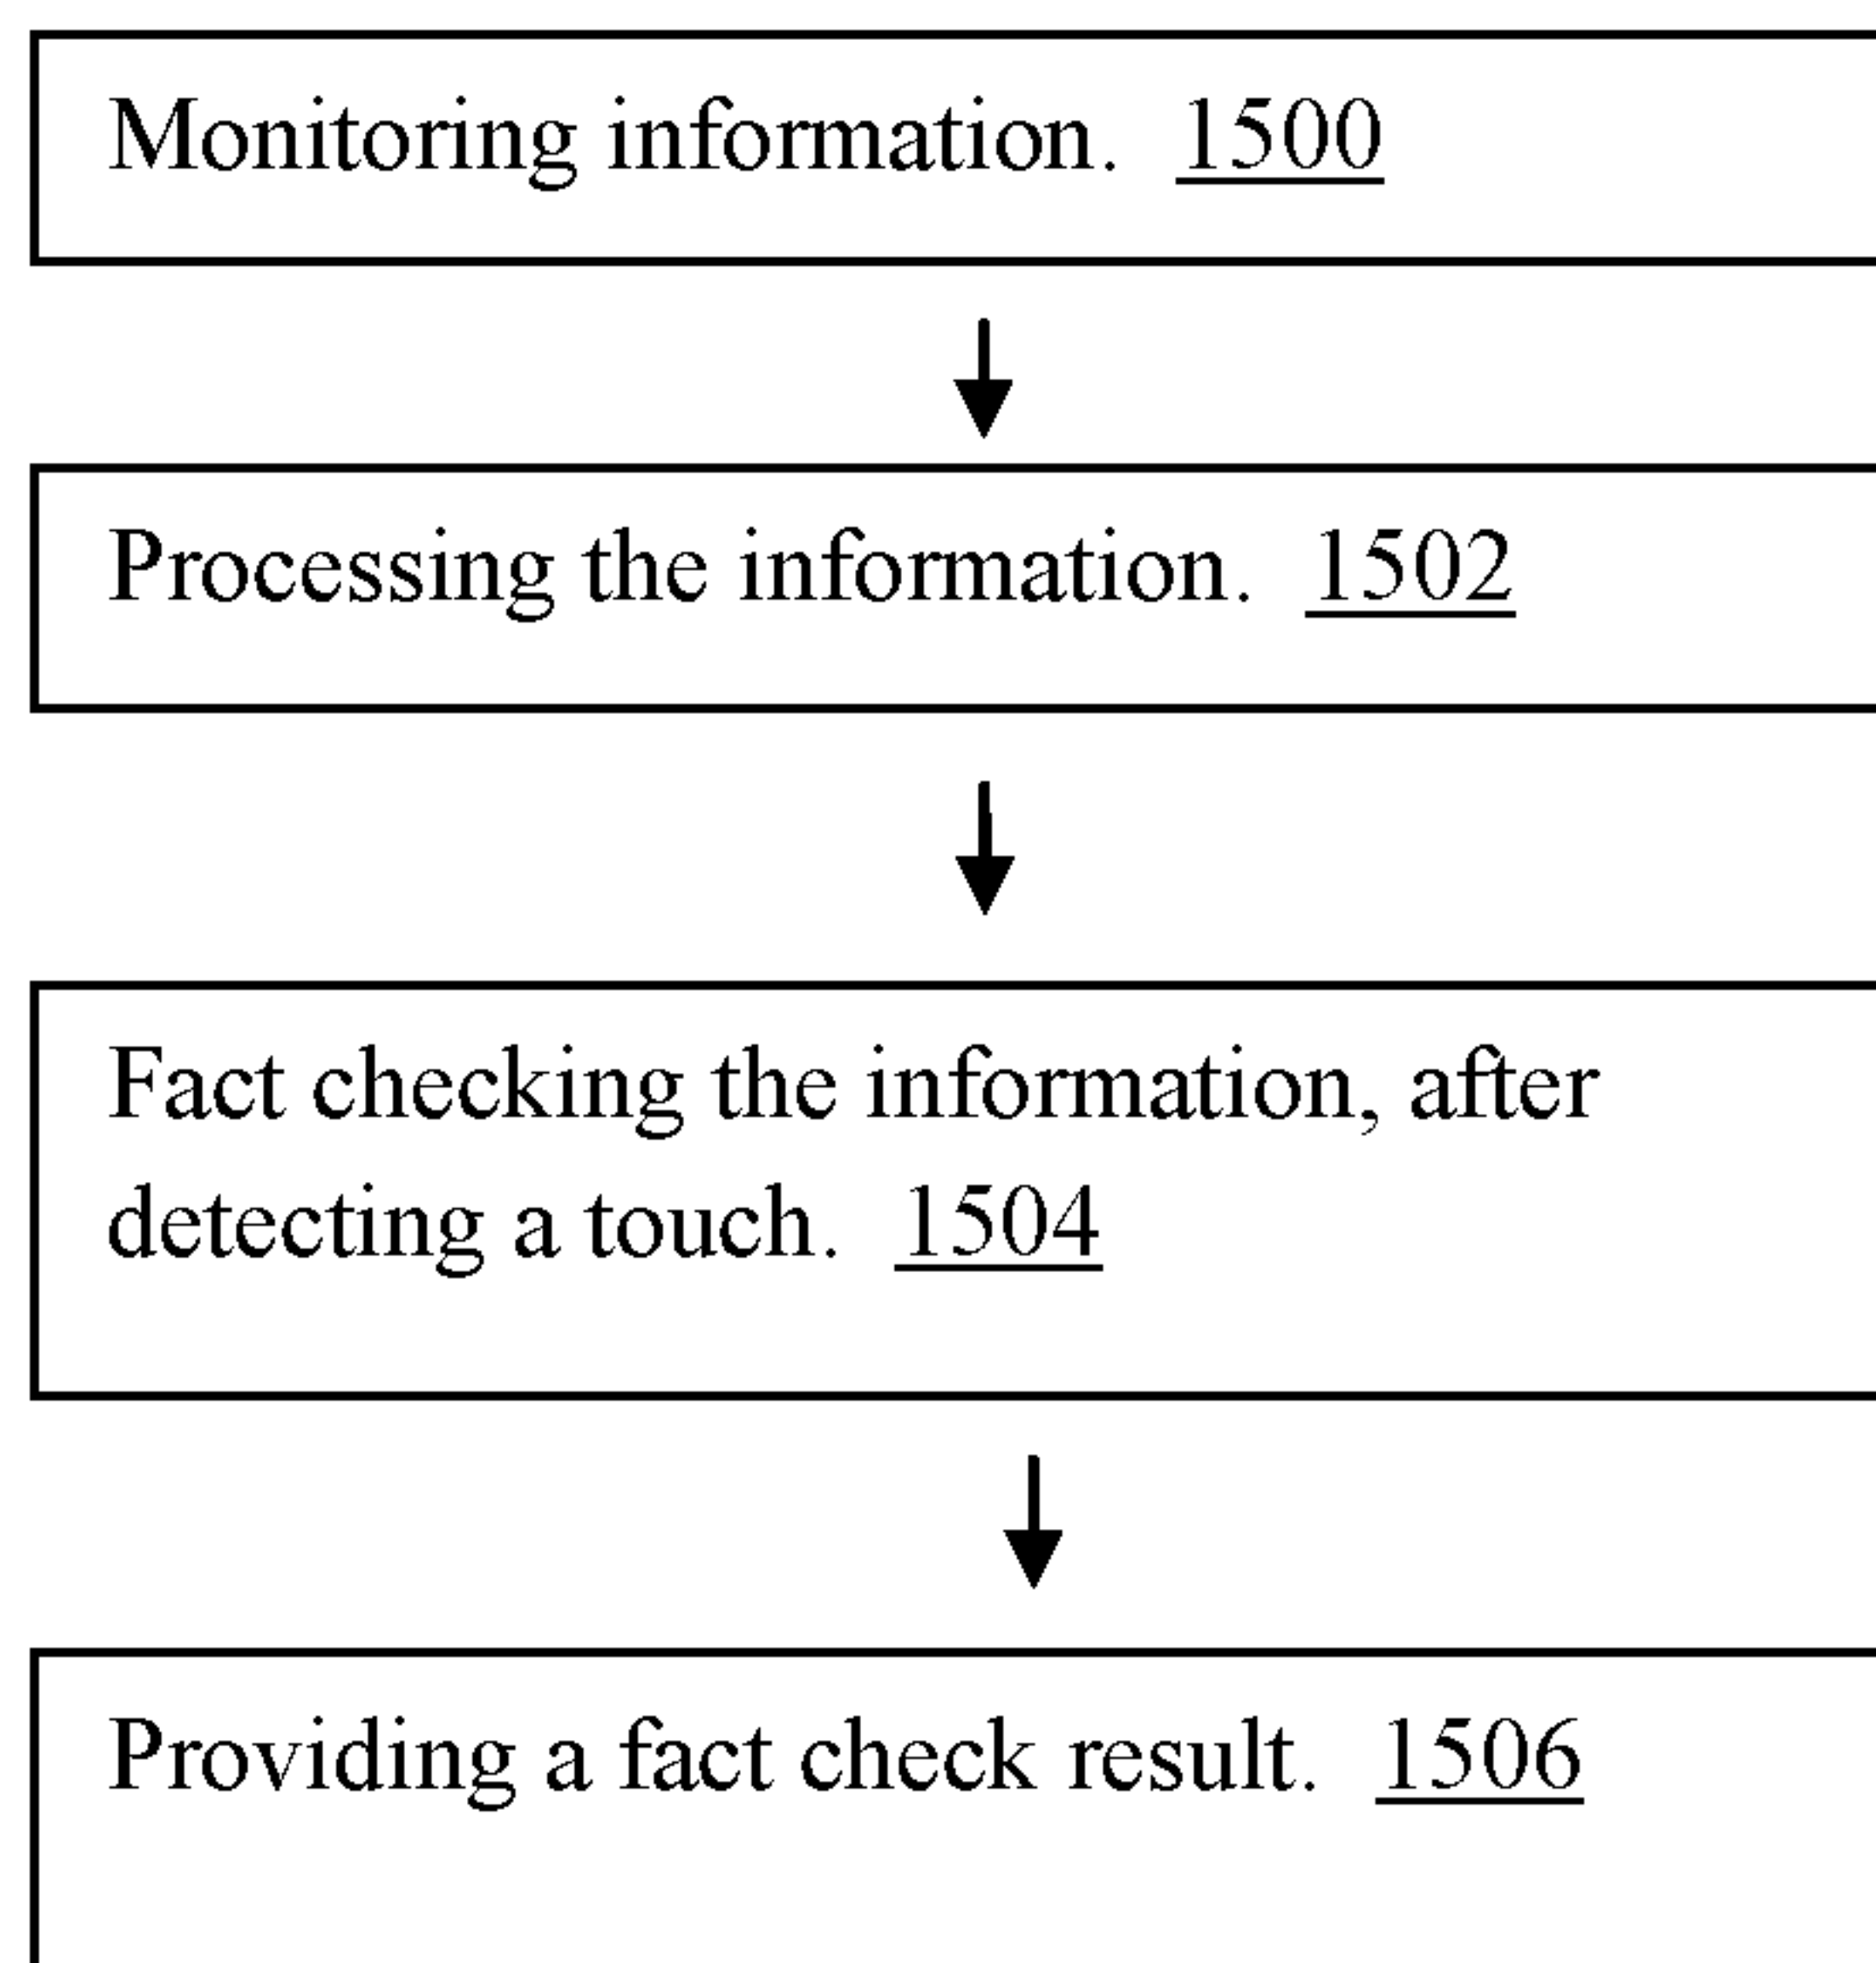 Monitoring information. 1500
Processing the information. 1502
Fact checking the information, after
detecting a touch. 1504
Providing a fact check result. 1506